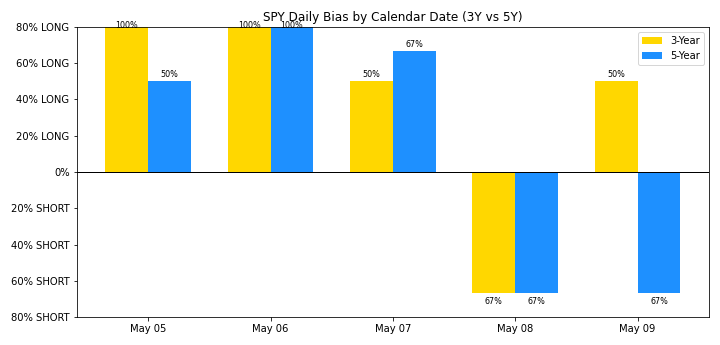 SPY Daily Bias by Calendar Date (3Y vs 5Y)
80% LONG
60% LONG
40% LONG
20% LONG
0%
20% SHORT
40% SHORT
60% SHORT
80% SHORT
100%
50%
100%
100%
50%
67%
67%
67%
50%
67%
3-Year
5-Year
May 05
May 06
May 07
May 08
May 09